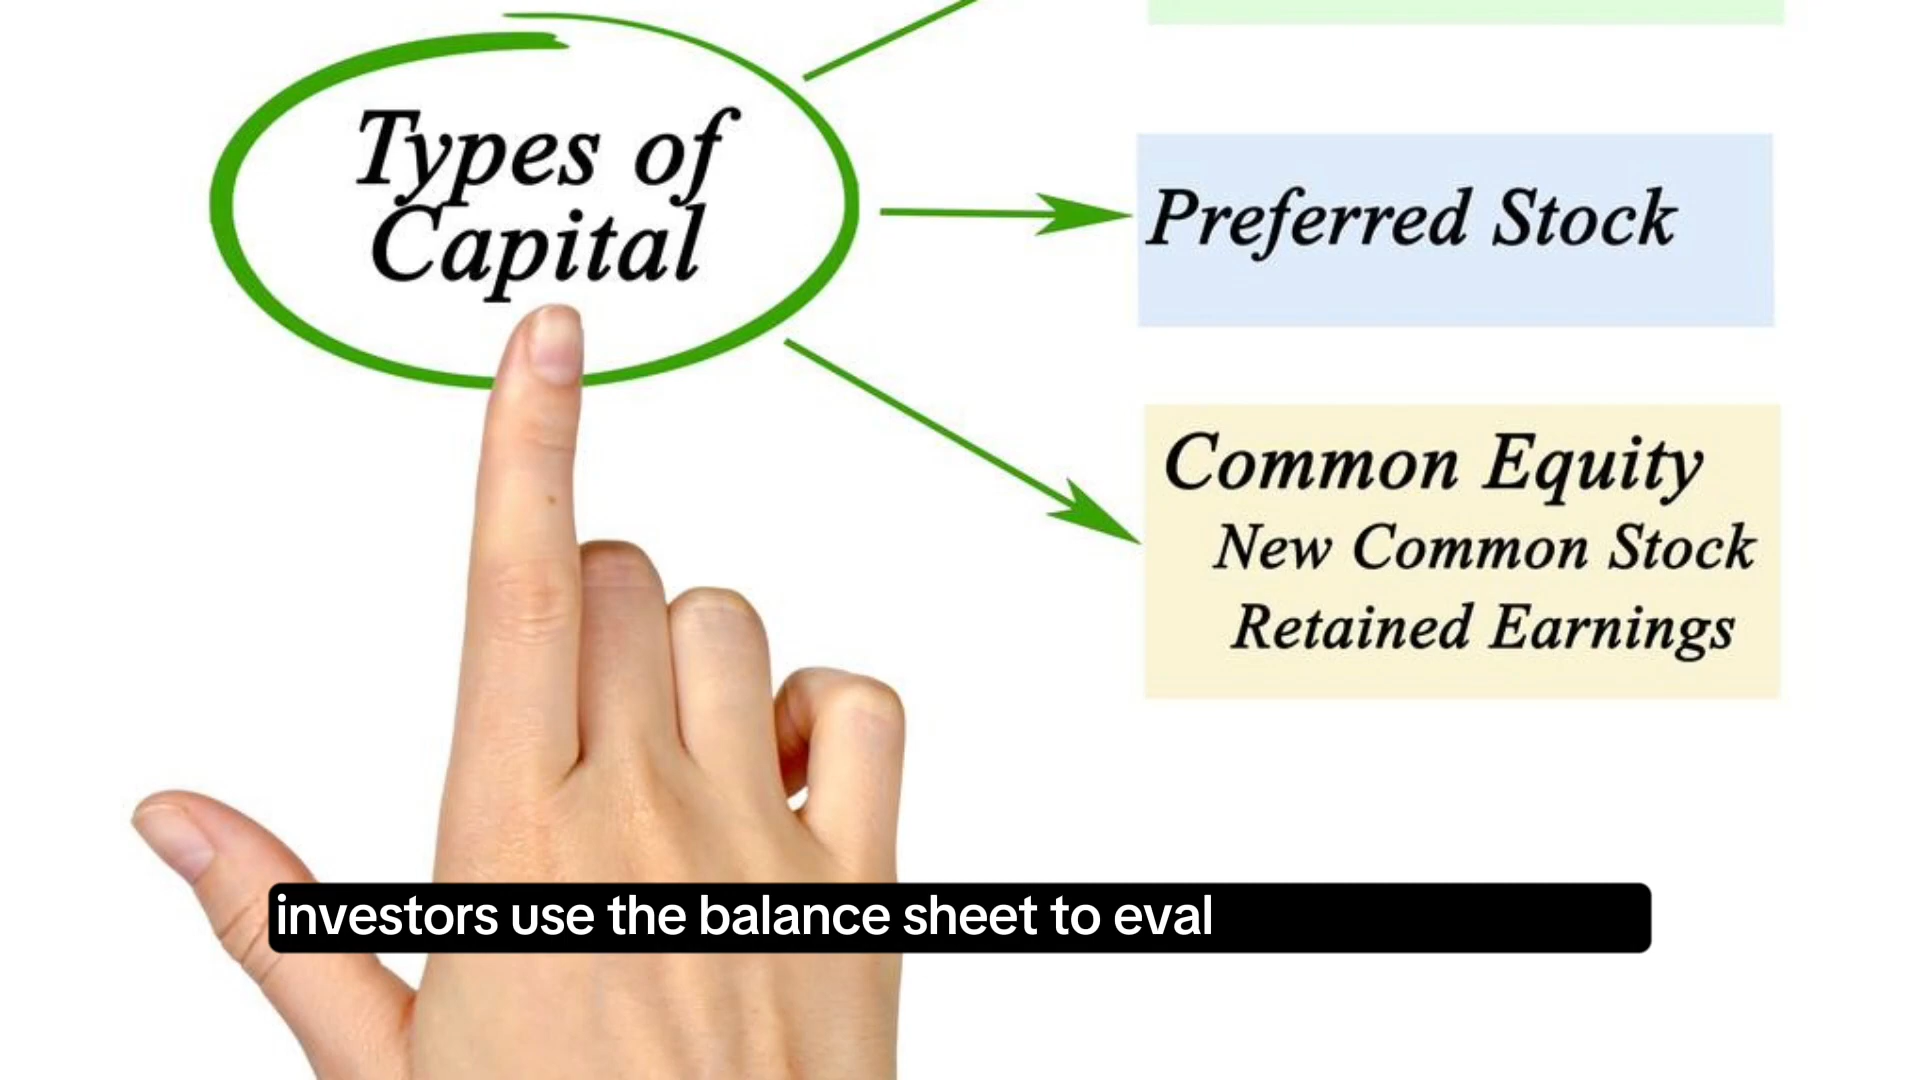 Types of
Capital
Preferred Stock
Common Equity
New Common Stock
Retained Earnings
investors use the balance sheet to eval